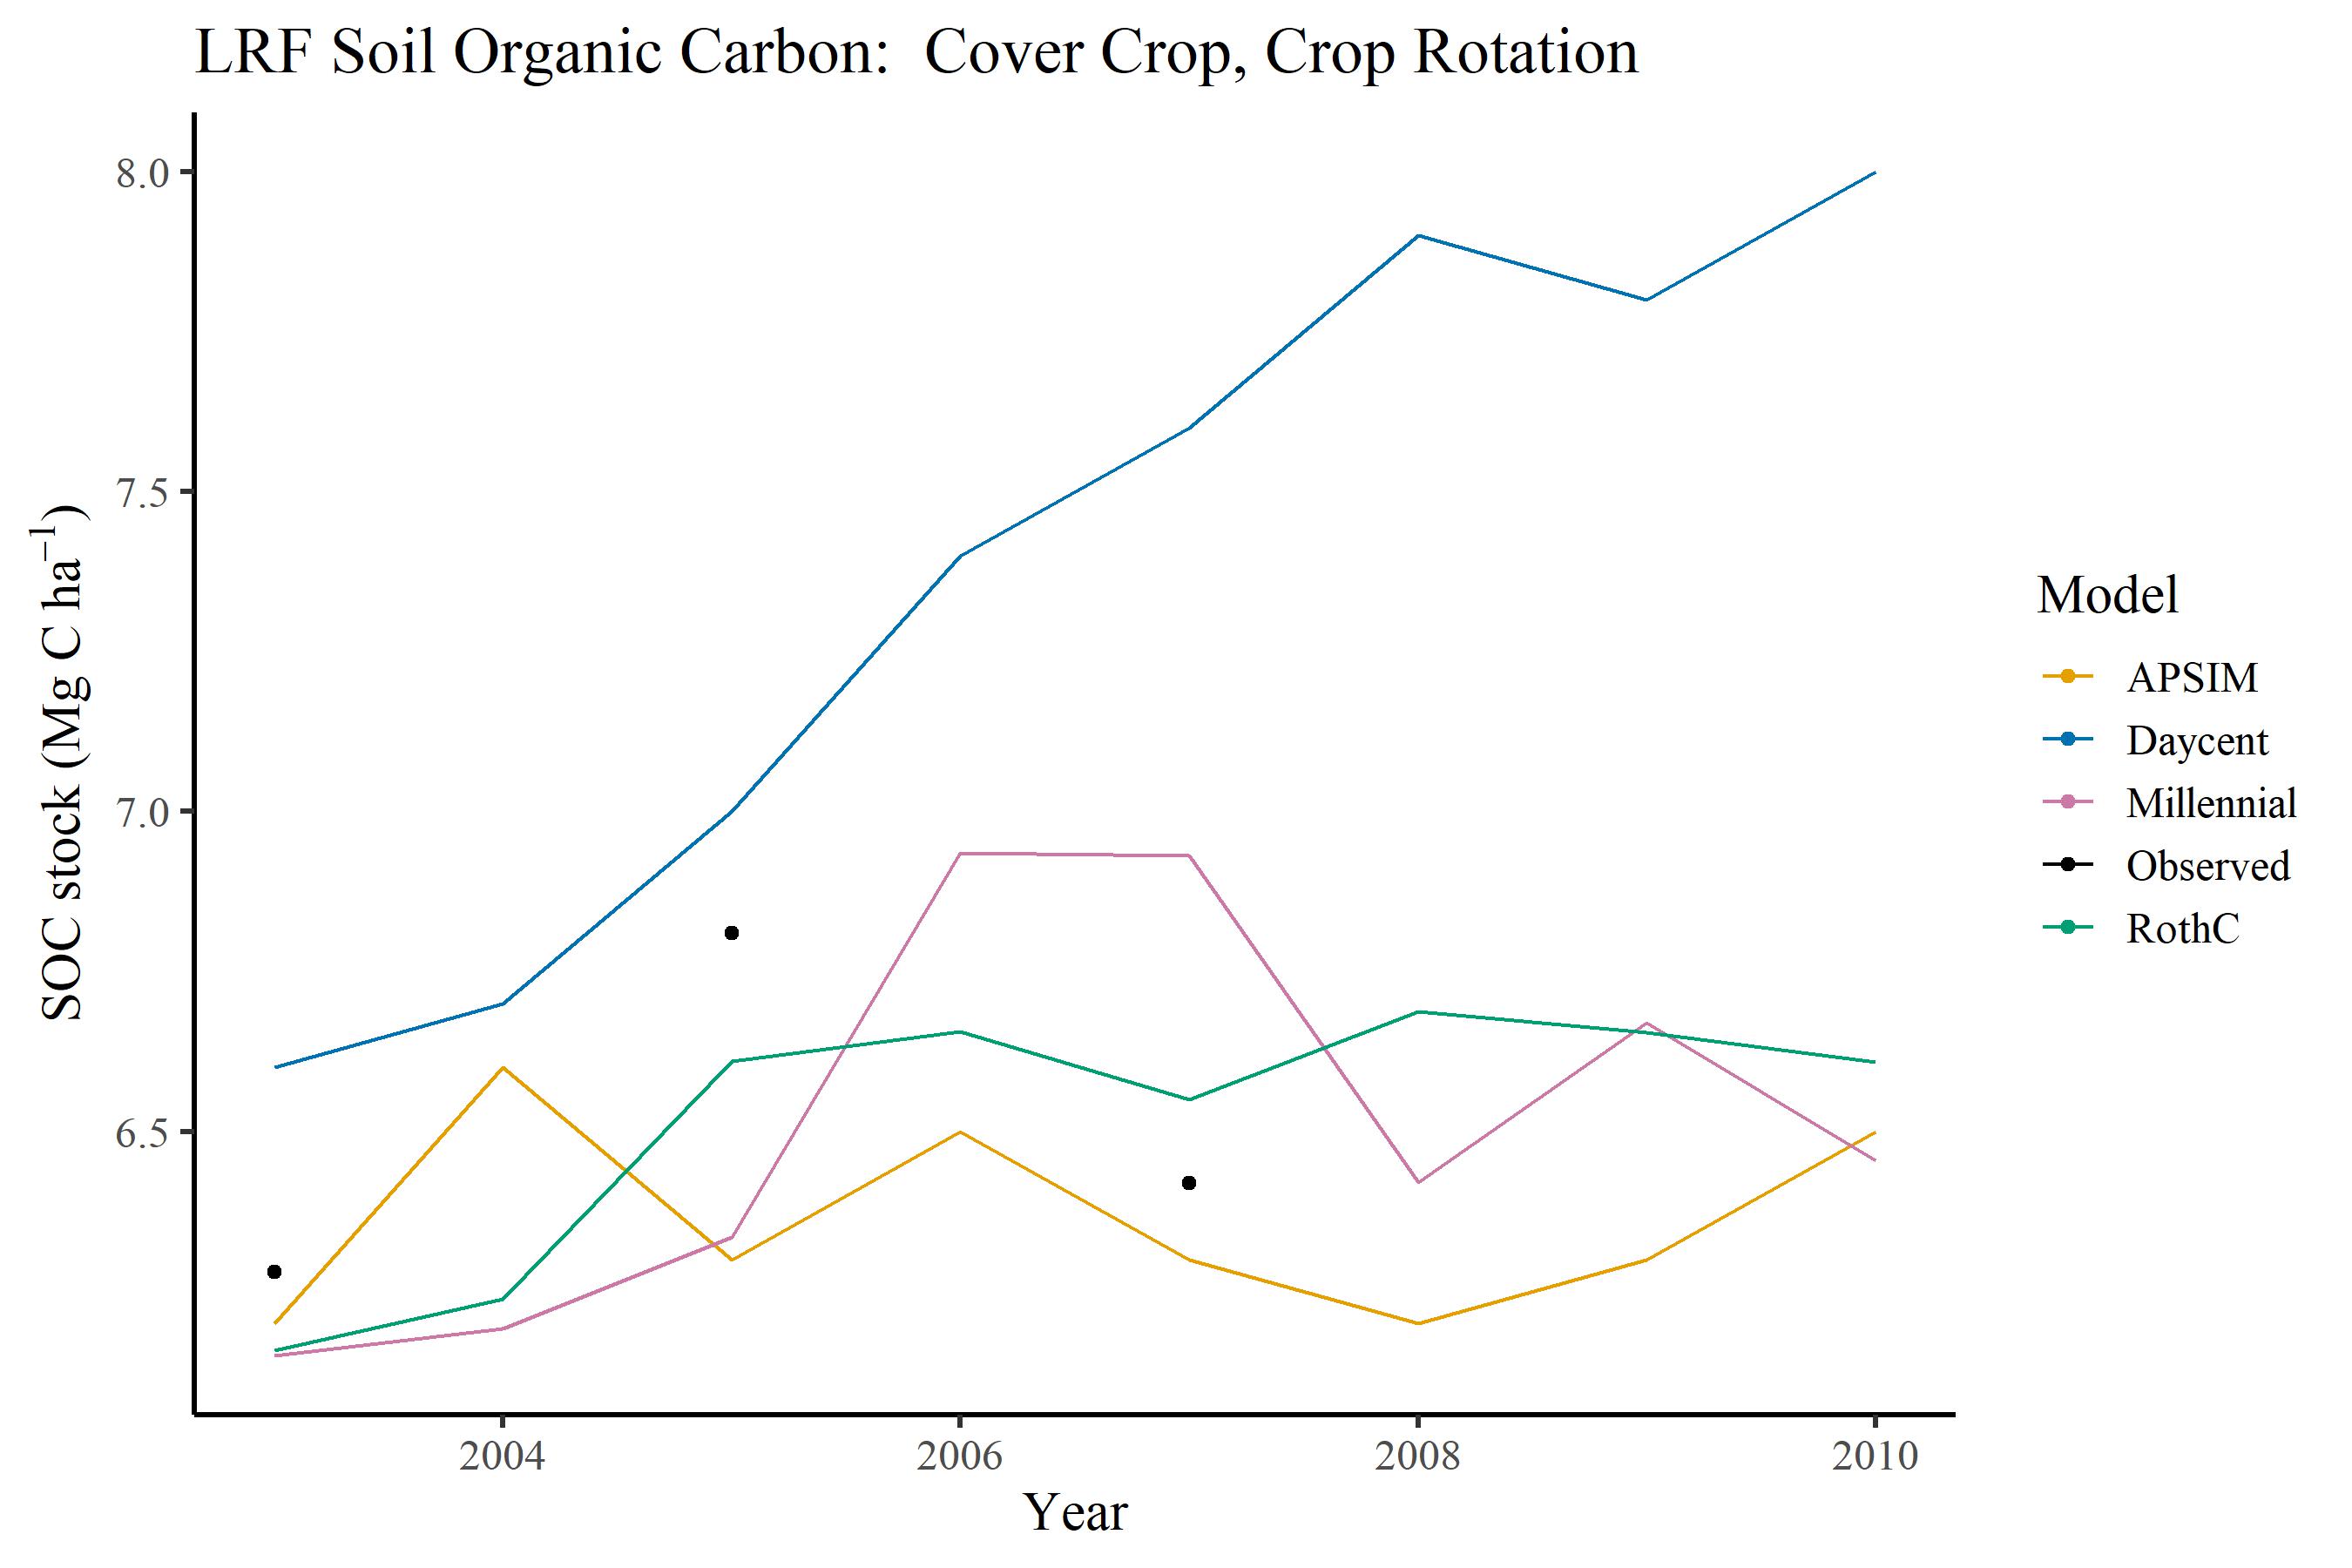 LRF Soil Organic Carbon:  Cover Crop, Crop Rotation
SOC stock (Mg C ha⁻¹)
8.0
7.5
7.0
6.5
2004 2006 2008 2010
Year
Model
APSIM
Daycent
Millennial
Observed
RothC